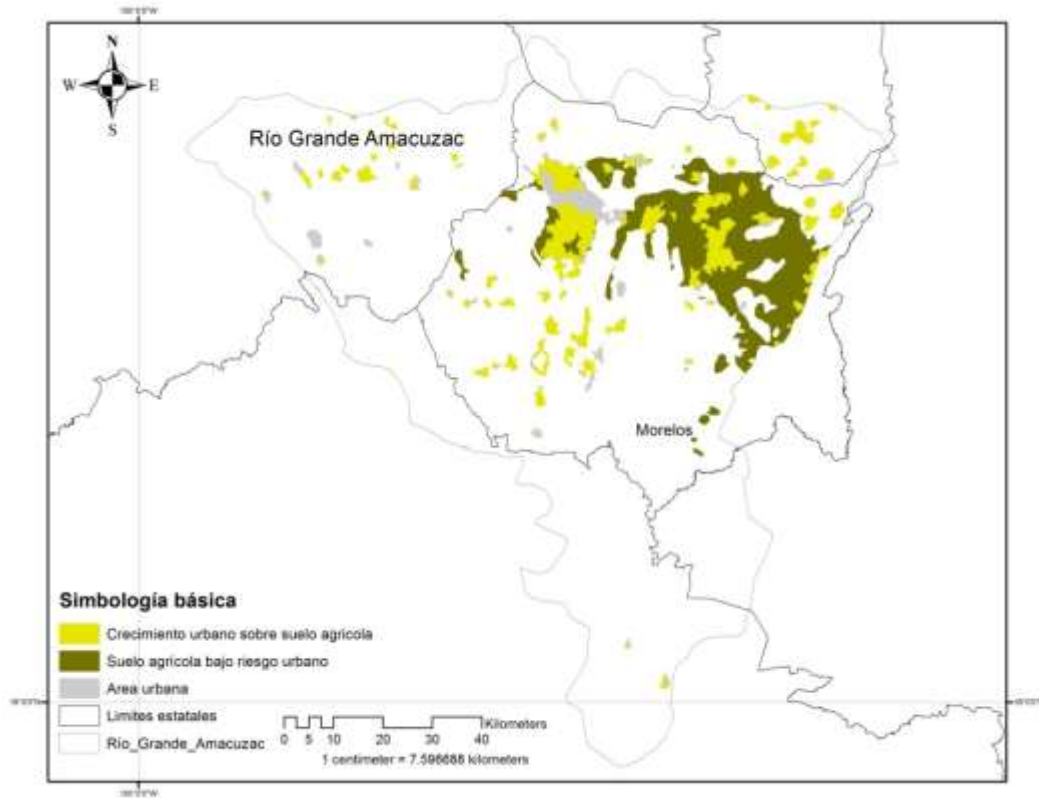 N
W E
S
Río Grande Amacuzac
Morelos
Simbología básica
Crecimiento urbano sobre suelo agrícola
Suelo agrícola bajo riesgo urbano
Area urbana
Limites estatales
Río_Grande_Amacuzac
Kilometers
0 5 10 20 30 40
1 centimeter = 7.596688 kilometers